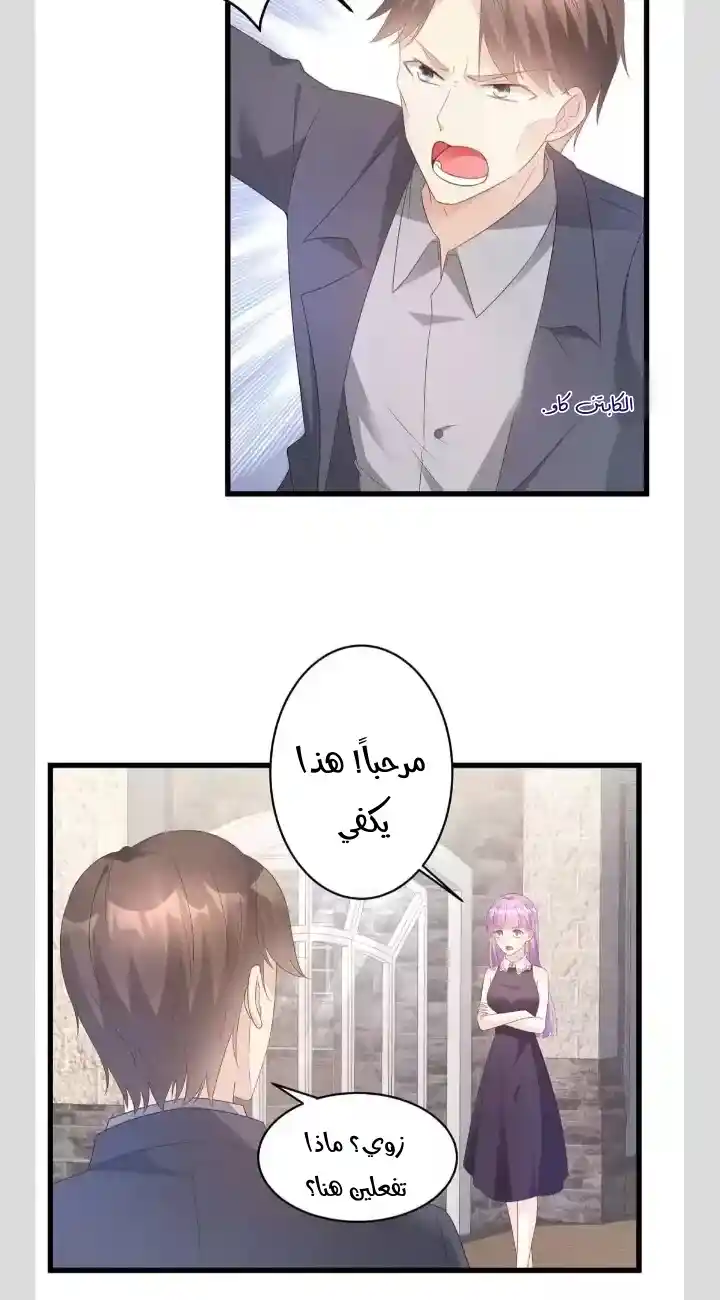 الكابتن كاو.
مرحباً! هذا
يكفي
زوي؟ ماذا
تفعلين هنا؟